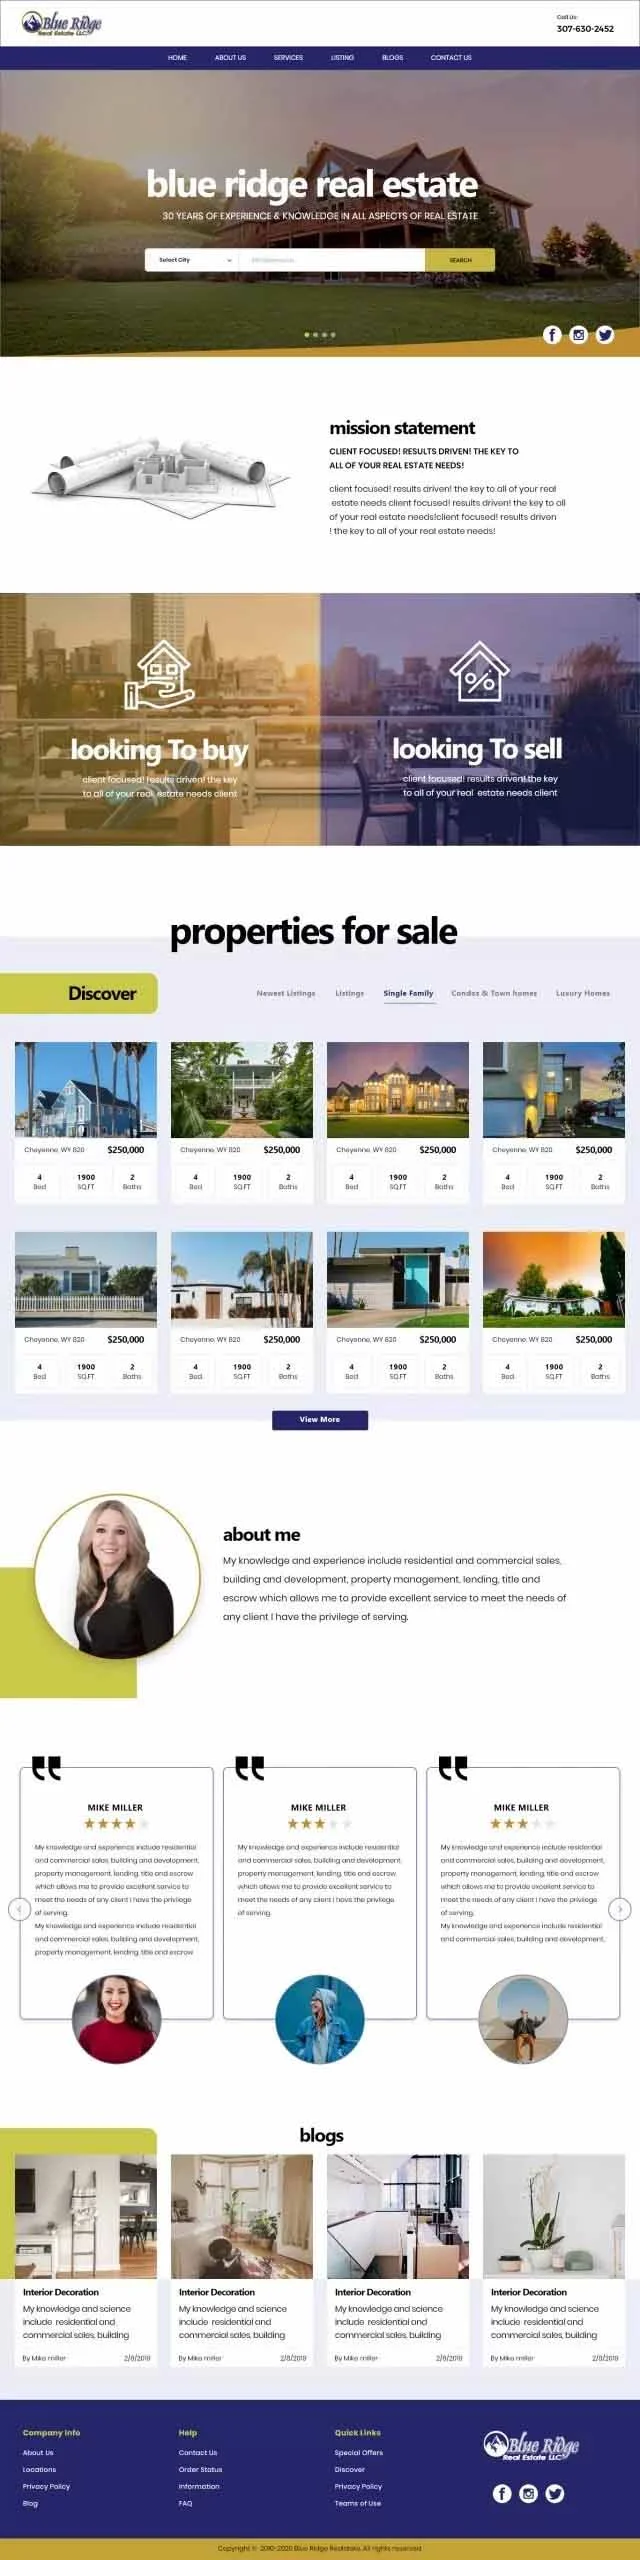 Blue Ridge
Real Estate LLC
Call Us:
307-630-2452
HOME ABOUT US SERVICES LISTING BLOGS CONTACT US
blue ridge real estate
30 YEARS OF EXPERIENCE & KNOWLEDGE IN ALL ASPECTS OF REAL ESTATE
Select City SEARCH
mission statement
CLIENT FOCUSED! RESULTS DRIVEN! THE KEY TO
ALL OF YOUR REAL ESTATE NEEDS!
client focused! results driven! the key to all of your real
estate needs client focused! results driven! the key to all
of your real estate needs!client focused! results driven
! the key to all of your real estate needs!
looking To buy
client focused! results driven! the key
to all of your real estate needs client
looking To sell
client focused! results driven! the key
to all of your real estate needs client
properties for sale
Discover
Newest Listings Listings Single Family Condos & Town homes Luxury Homes
Cheyenne, WY 820 $250,000 Cheyenne, WY 820 $250,000 Cheyenne, WY 820 $250,000 Cheyenne, WY 820 $250,000
4 1900 2 4 1900 2 4 1900 2 4 1900 2
Bed SQ.FT Baths Bed SQ.FT Baths Bed SQ.FT Baths Bed SQ.FT Baths
Cheyenne, WY 820 $250,000 Cheyenne, WY 820 $250,000 Cheyenne, WY 820 $250,000 Cheyenne, WY 820 $250,000
4 1900 2 4 1900 2 4 1900 2 4 1900 2
Bed SQ.FT Baths Bed SQ.FT Baths Bed SQ.FT Baths Bed SQ.FT Baths
View More
about me
My knowledge and experience include residential and commercial sales,
building and development, property management, lending, title and
escrow which allows me to provide excellent service to meet the needs of
any client I have the privilege of serving.
MIKE MILLER
My knowledge and experience include residential
and commercial sales, building and development,
property management, lending, title and escrow
which allows me to provide excellent service to
meet the needs of any client I have the privilege
of serving.
My knowledge and experience include residential
and commercial sales, building and development,
property management, lending, title and escrow
MIKE MILLER
My knowledge and experience include residential
and commercial sales, building and development,
property management, lending, title and escrow
which allows me to provide excellent service to
meet the needs of any client I have the privilege
of serving.
MIKE MILLER
My knowledge and experience include residential
and commercial sales, building and development,
property management, lending, title and escrow
which allows me to provide excellent service to
meet the needs of any client I have the privilege
of serving.
My knowledge and experience include residential
and commercial sales, building and development,
blogs
Interior Decoration
My knowledge and science
include residential and
commercial sales, building
By Mike miller 2/8/2019
Interior Decoration
My knowledge and science
include residential and
commercial sales, building
By Mike miller 2/8/2019
Interior Decoration
My knowledge and science
include residential and
commercial sales, building
By Mike miller 2/8/2019
Interior Decoration
My knowledge and science
include residential and
commercial sales, building
By Mike miller 2/8/2019
Company Info
About Us
Locations
Privacy Policy
Blog
Help
Contact Us
Order Status
Information
FAQ
Quick Links
Special Offers
Discover
Privacy Policy
Teams of Use
Blue Ridge
Real Estate LLC
Copyright © 2010-2020 Blue Ridge Realstate. All rights reserved